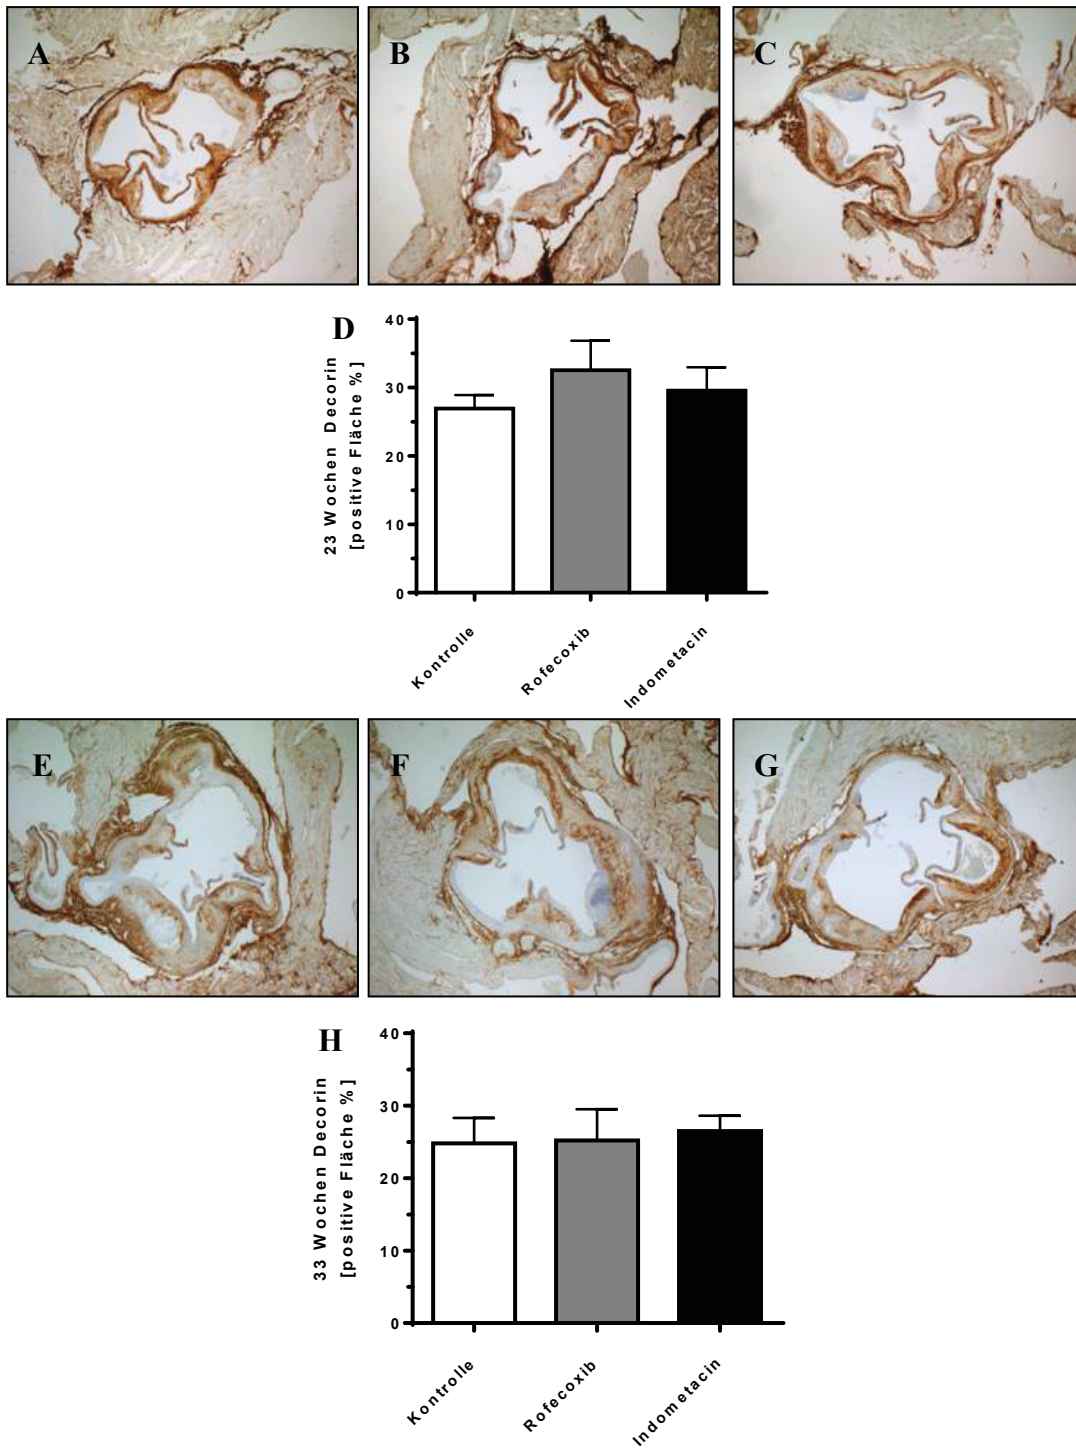 A
B
C
D
23 Wochen Decorin
[positive Fläche %]
40
30
20
10
0
Kontrolle
Rofecoxib
Indometacin
E
F
G
H
33 Wochen Decorin
[positive Fläche %]
40
30
20
10
0
Kontrolle
Rofecoxib
Indometacin